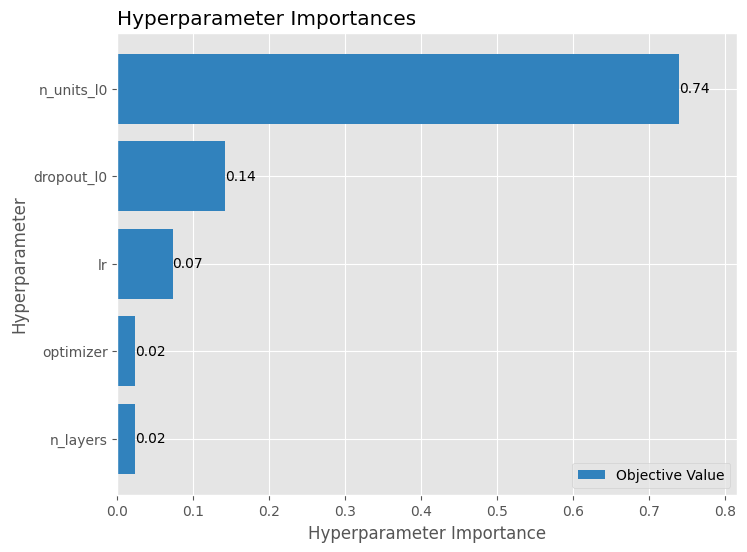 Hyperparameter Importances
Hyperparameter
n_units_l0
0.74
dropout_l0
0.14
lr
0.07
optimizer
0.02
n_layers
0.02
Objective Value
0.0 0.1 0.2 0.3 0.4 0.5 0.6 0.7 0.8
Hyperparameter Importance